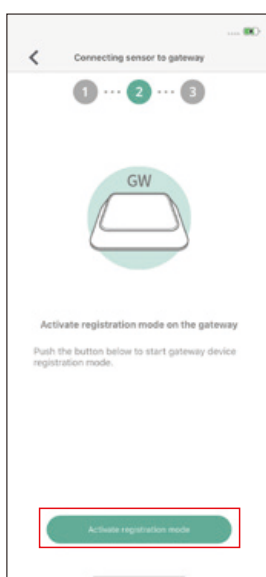 Connecting sensor to gateway
1 ... 2 ... 3
GW
Activate registration mode on the gateway
Push the button below to start gateway device
registration mode.
Activate registration mode